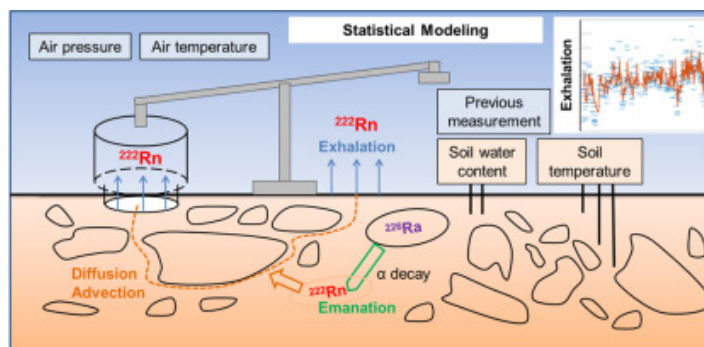 Air pressure
Air temperature
Statistical Modeling
Exhalation
Previous
measurement
²²²Rn
²²²Rn
Exhalation
Soil water
content
Soil
temperature
²²⁶Ra
α decay
Diffusion
Advection
²²²Rn
Emanation